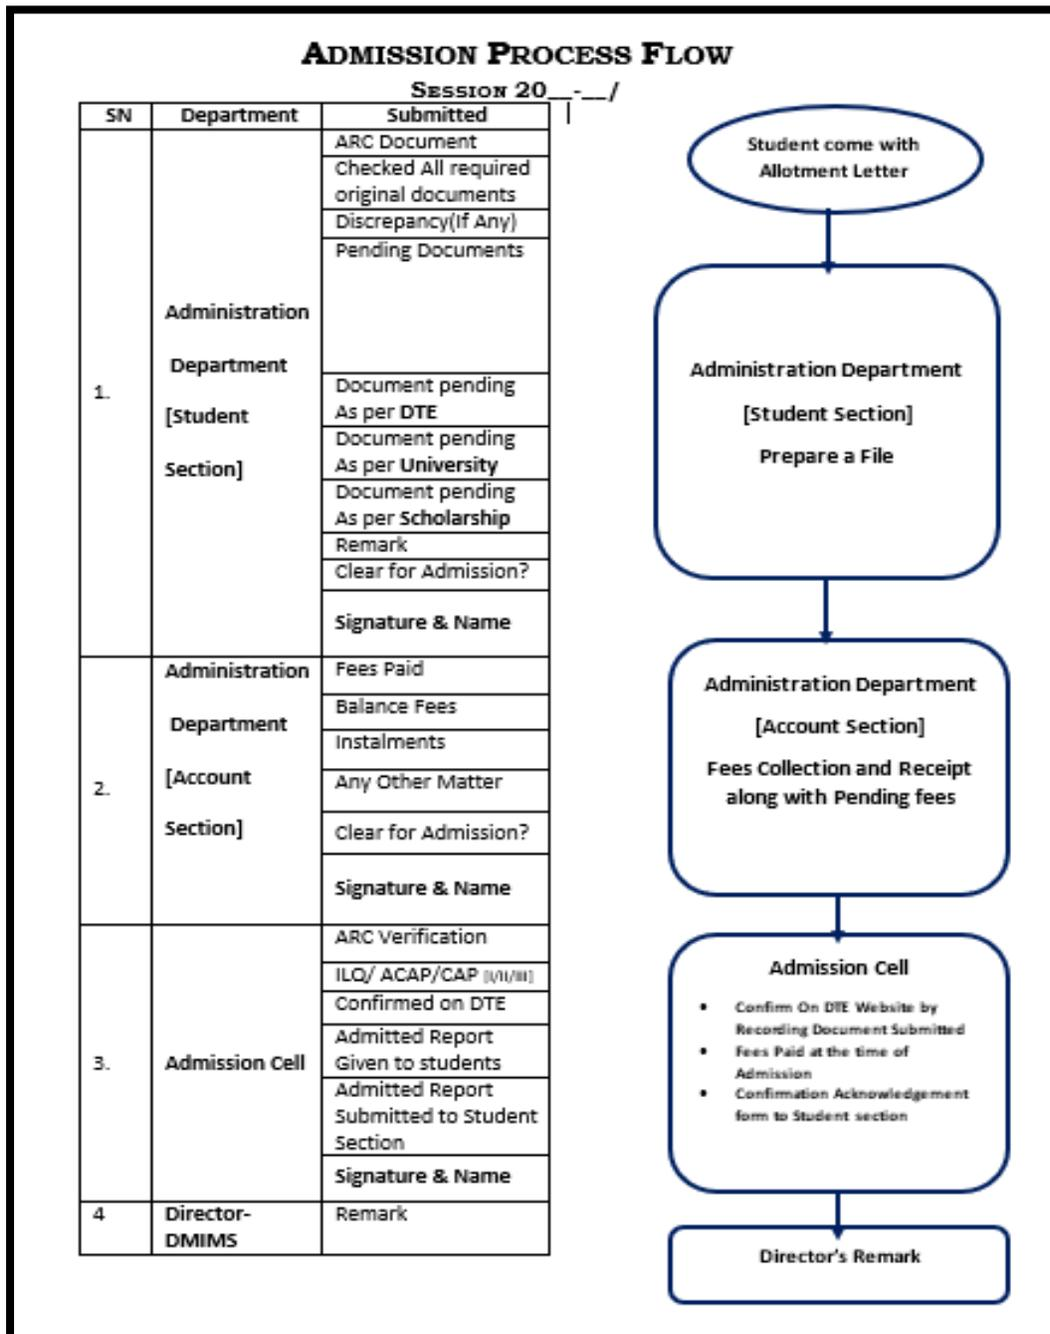 ADMISSION PROCESS FLOW
SESSION 20__-__/
SN Department Submitted
1.
Administration
Department
[Student
Section]
ARC Document
Checked All required
original documents
Discrepancy(If Any)
Pending Documents
Document pending
As per DTE
Document pending
As per University
Document pending
As per Scholarship
Remark
Clear for Admission?
Signature & Name
2.
Administration
Department
[Account
Section]
Fees Paid
Balance Fees
Instalments
Any Other Matter
Clear for Admission?
Signature & Name
3.
Admission Cell
ARC Verification
ILQ/ ACAP/CAP [I/II/III]
Confirmed on DTE
Admitted Report
Given to students
Admitted Report
Submitted to Student
Section
Signature & Name
4
Director-
DMIMS
Remark
Student come with
Allotment Letter
Administration Department
[Student Section]
Prepare a File
Administration Department
[Account Section]
Fees Collection and Receipt
along with Pending fees
Admission Cell
• Confirm On DTE Website by
Recording Document Submitted
• Fees Paid at the time of
Admission
• Confirmation Acknowledgement
form to Student section
Director's Remark